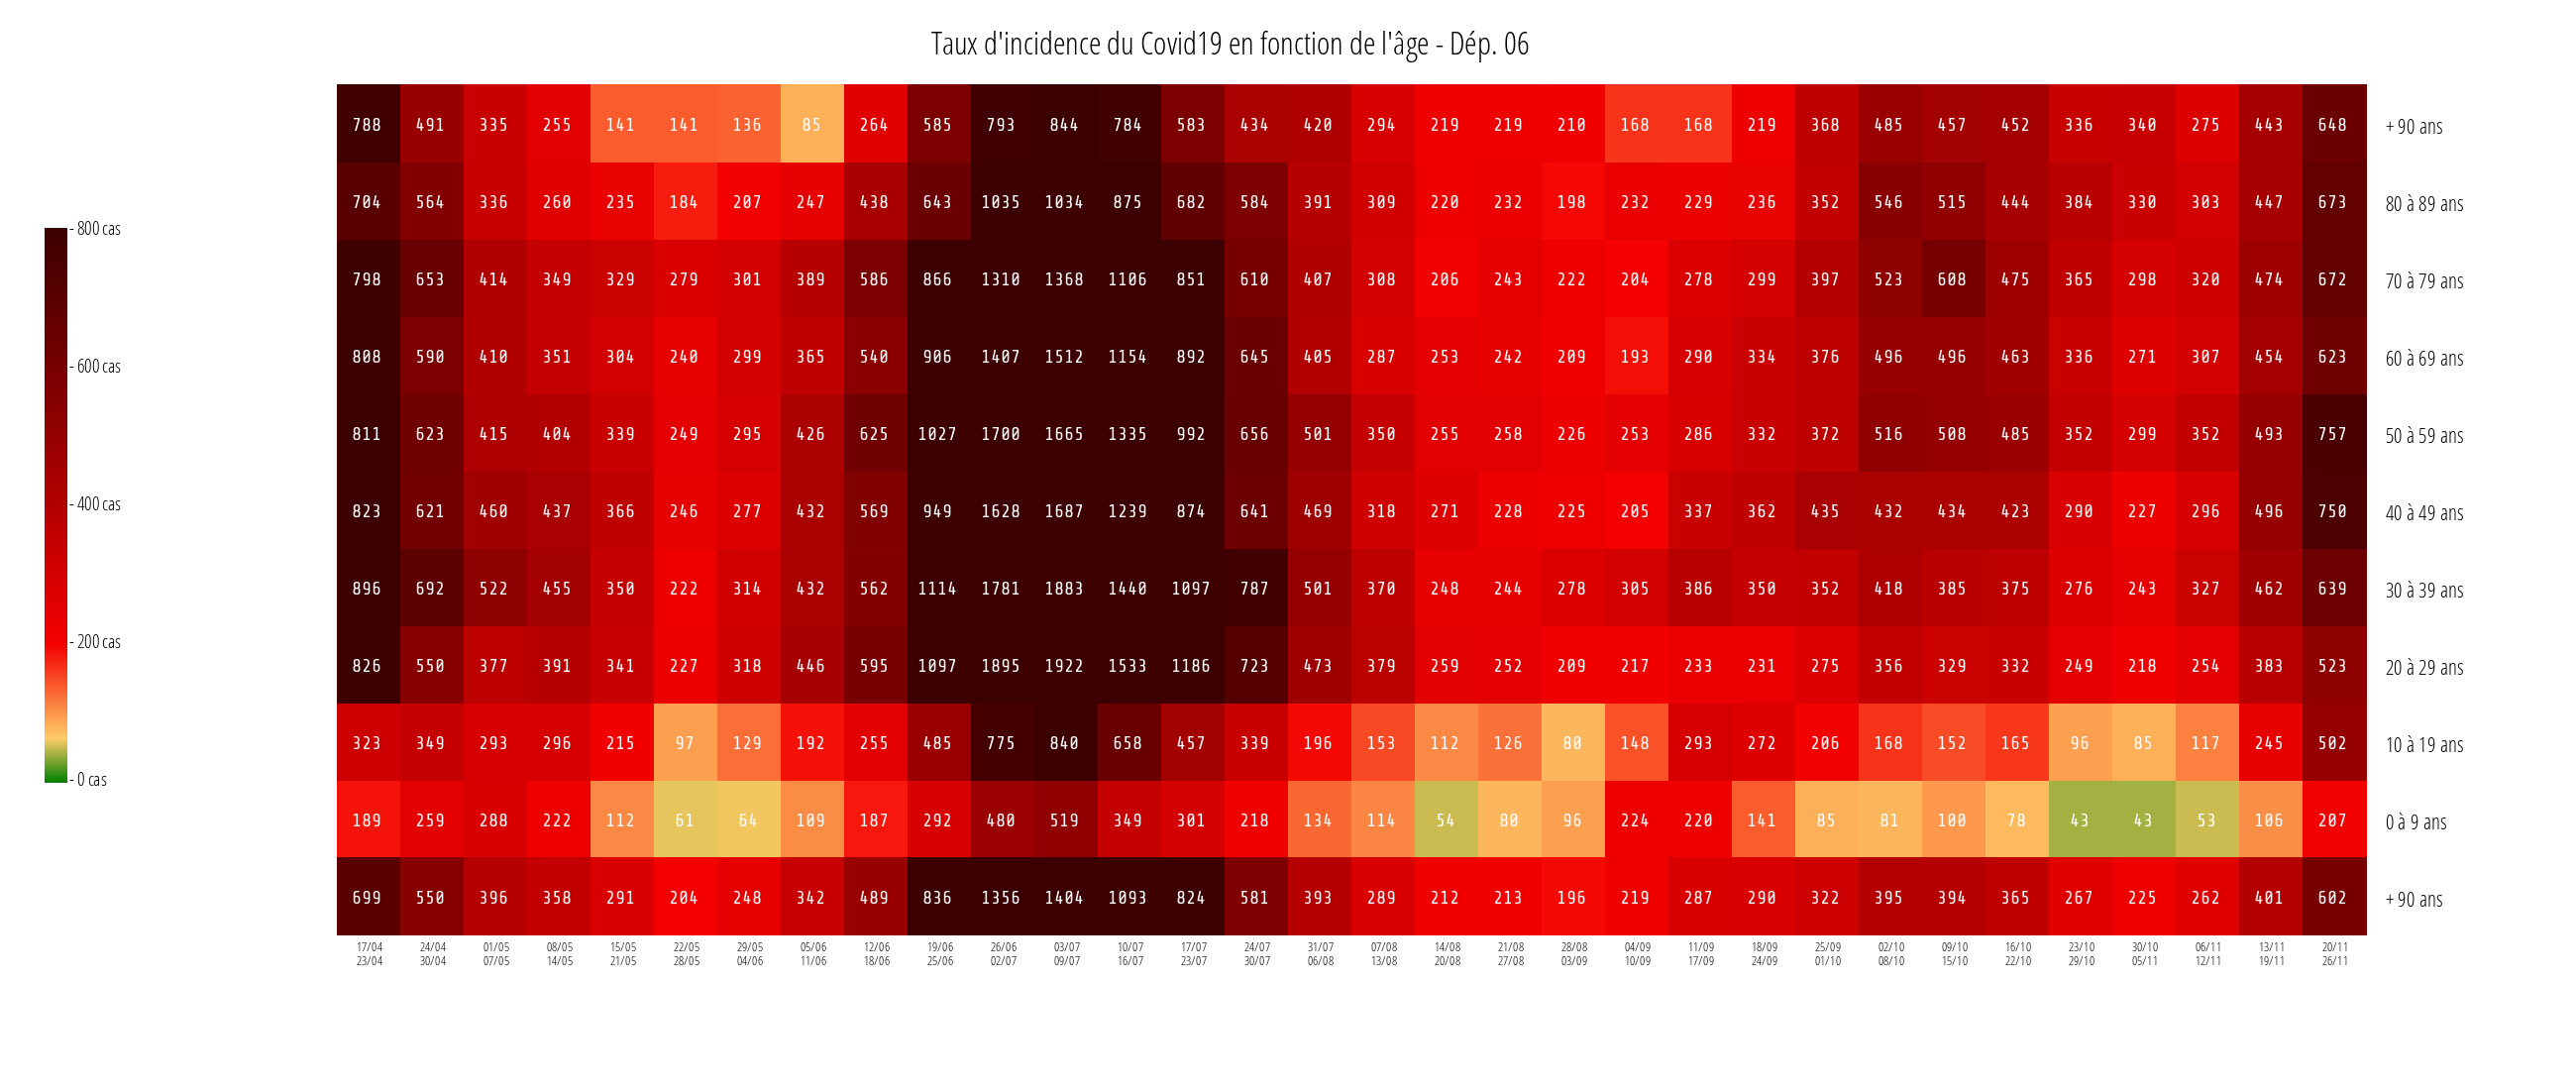 Taux d'incidence du Covid19 en fonction de l'âge - Dép. 06
- 800 cas
- 600 cas
- 400 cas
- 200 cas
- 0 cas
788 491 335 255 141 141 136 85 264 585 793 844 784 583 434 420 294 219 219 210 168 168 219 368 485 457 452 336 340 275 443 648 + 90 ans
704 564 336 260 235 184 207 247 438 643 1035 1034 875 682 584 391 309 220 232 198 232 229 236 352 546 515 444 384 330 303 447 673 80 à 89 ans
798 653 414 349 329 279 301 389 586 866 1310 1368 1106 851 610 407 308 206 243 222 204 278 299 397 523 608 475 365 298 320 474 672 70 à 79 ans
808 590 410 351 304 240 299 365 540 906 1407 1512 1154 892 645 405 287 253 242 209 193 290 334 376 496 496 463 336 271 307 454 623 60 à 69 ans
811 623 415 404 339 249 295 426 625 1027 1700 1665 1335 992 656 501 350 255 258 226 253 286 332 372 516 508 485 352 299 352 493 757 50 à 59 ans
823 621 460 437 366 246 277 432 569 949 1628 1687 1239 874 641 469 318 271 228 225 205 337 362 435 432 434 423 290 227 296 496 750 40 à 49 ans
896 692 522 455 350 222 314 432 562 1114 1781 1883 1440 1097 787 501 370 248 244 278 305 386 350 352 418 385 375 276 243 327 462 639 30 à 39 ans
826 550 377 391 341 227 318 446 595 1097 1895 1922 1533 1186 723 473 379 259 252 209 217 233 231 275 356 329 332 249 218 254 383 523 20 à 29 ans
323 349 293 296 215 97 129 192 255 485 775 840 658 457 339 196 153 112 126 80 148 293 272 206 168 152 165 96 85 117 245 502 10 à 19 ans
189 259 288 222 112 61 64 109 187 292 480 519 349 301 218 134 114 54 80 96 224 220 141 85 81 100 78 43 43 53 106 207 0 à 9 ans
699 550 396 358 291 204 248 342 489 836 1356 1404 1093 824 581 393 289 212 213 196 219 287 290 322 395 394 365 267 225 262 401 602 + 90 ans
17/04 24/04 01/05 08/05 15/05 22/05 29/05 05/06 12/06 19/06 26/06 03/07 10/07 17/07 24/07 31/07 07/08 14/08 21/08 28/08 04/09 11/09 18/09 25/09 02/10 09/10 16/10 23/10 30/10 06/11 13/11 20/11
23/04 30/04 07/05 14/05 21/05 28/05 04/06 11/06 18/06 25/06 02/07 09/07 16/07 23/07 30/07 06/08 13/08 20/08 27/08 03/09 10/09 17/09 24/09 01/10 08/10 15/10 22/10 29/10 05/11 12/11 19/11 26/11